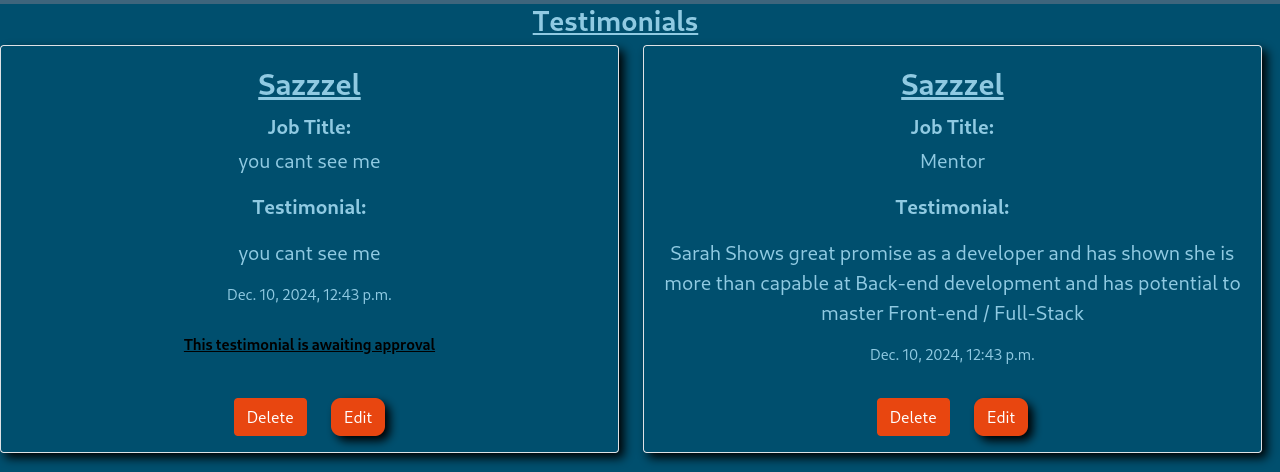 Testimonials
Sazzzel
Job Title:
you cant see me
Testimonial:
you cant see me
Dec. 10, 2024, 12:43 p.m.
This testimonial is awaiting approval
Delete
Edit
Sazzzel
Job Title:
Mentor
Testimonial:
Sarah Shows great promise as a developer and has shown she is
more than capable at Back-end development and has potential to
master Front-end / Full-Stack
Dec. 10, 2024, 12:43 p.m.
Delete
Edit